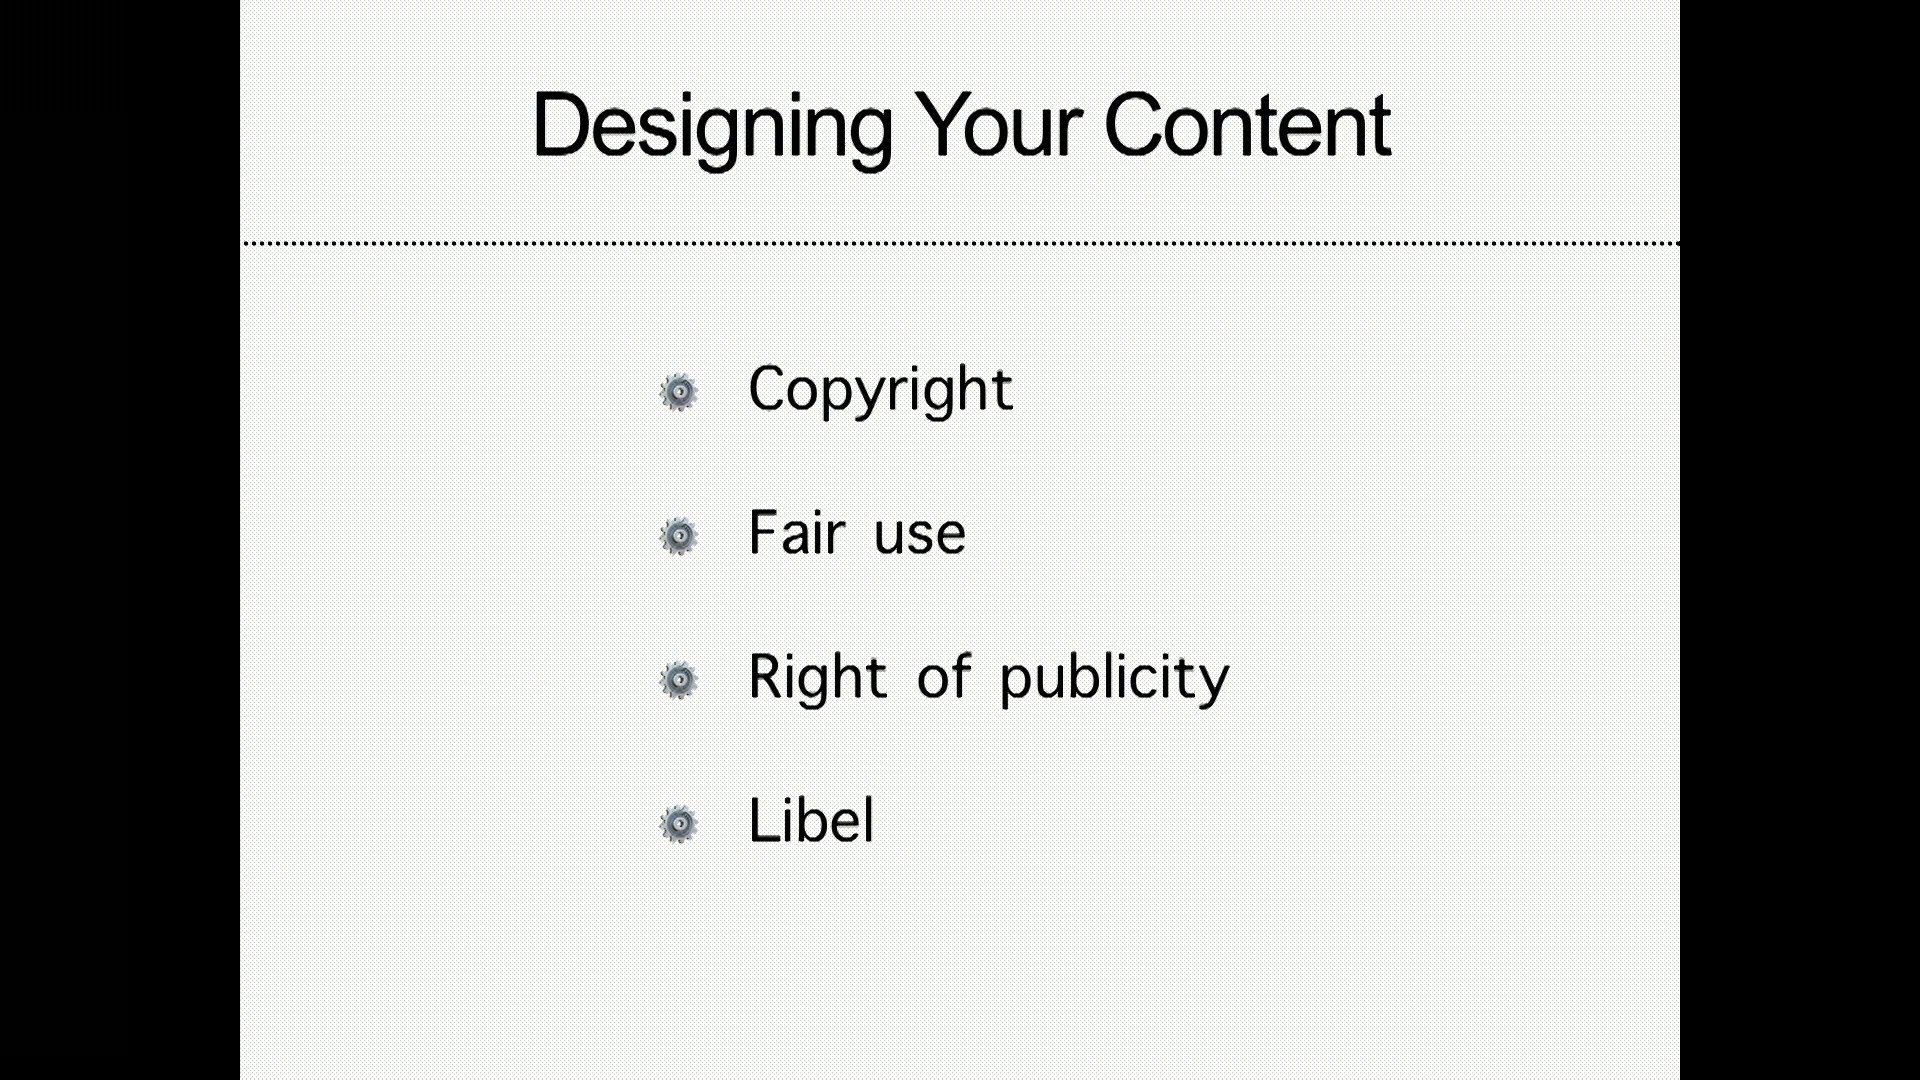 Designing Your Content
Copyright
Fair use
Right of publicity
Libel